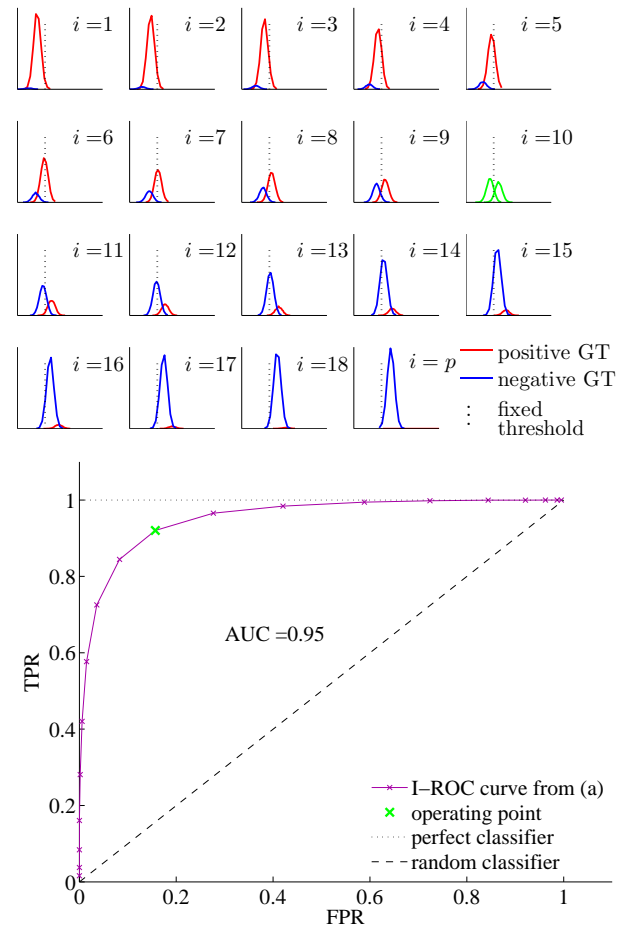 i =1
i =2
i =3
i =4
i =5
i =6
i =7
i =8
i =9
i =10
i =11
i =12
i =13
i =14
i =15
i =16
i =17
i =18
i = p
positive GT
negative GT
fixed
threshold
1
0.8
0.6
0.4
0.2
0
TPR
AUC =0.95
I−ROC curve from (a)
operating point
perfect classifier
random classifier
0
0.2
0.4
0.6
0.8
1
FPR